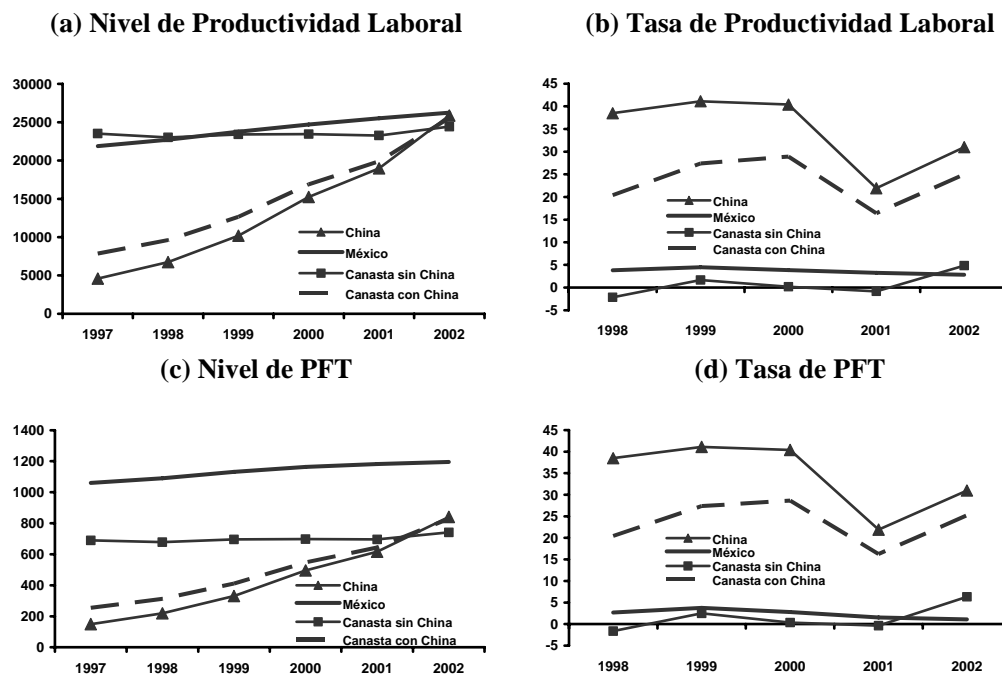 (a) Nivel de Productividad Laboral
30000
25000
20000
15000
10000
5000
0
China
México
Canasta sin China
Canasta con China
1997 1998 1999 2000 2001 2002
(b) Tasa de Productividad Laboral
45
40
35
30
25
20
15
10
5
0
-5
China
México
Canasta sin China
Canasta con China
1998 1999 2000 2001 2002
(c) Nivel de PFT
1400
1200
1000
800
600
400
200
0
China
México
Canasta sin China
Canasta con China
1997 1998 1999 2000 2001 2002
(d) Tasa de PFT
45
40
35
30
25
20
15
10
5
0
-5
China
México
Canasta sin China
Canasta con China
1998 1999 2000 2001 2002